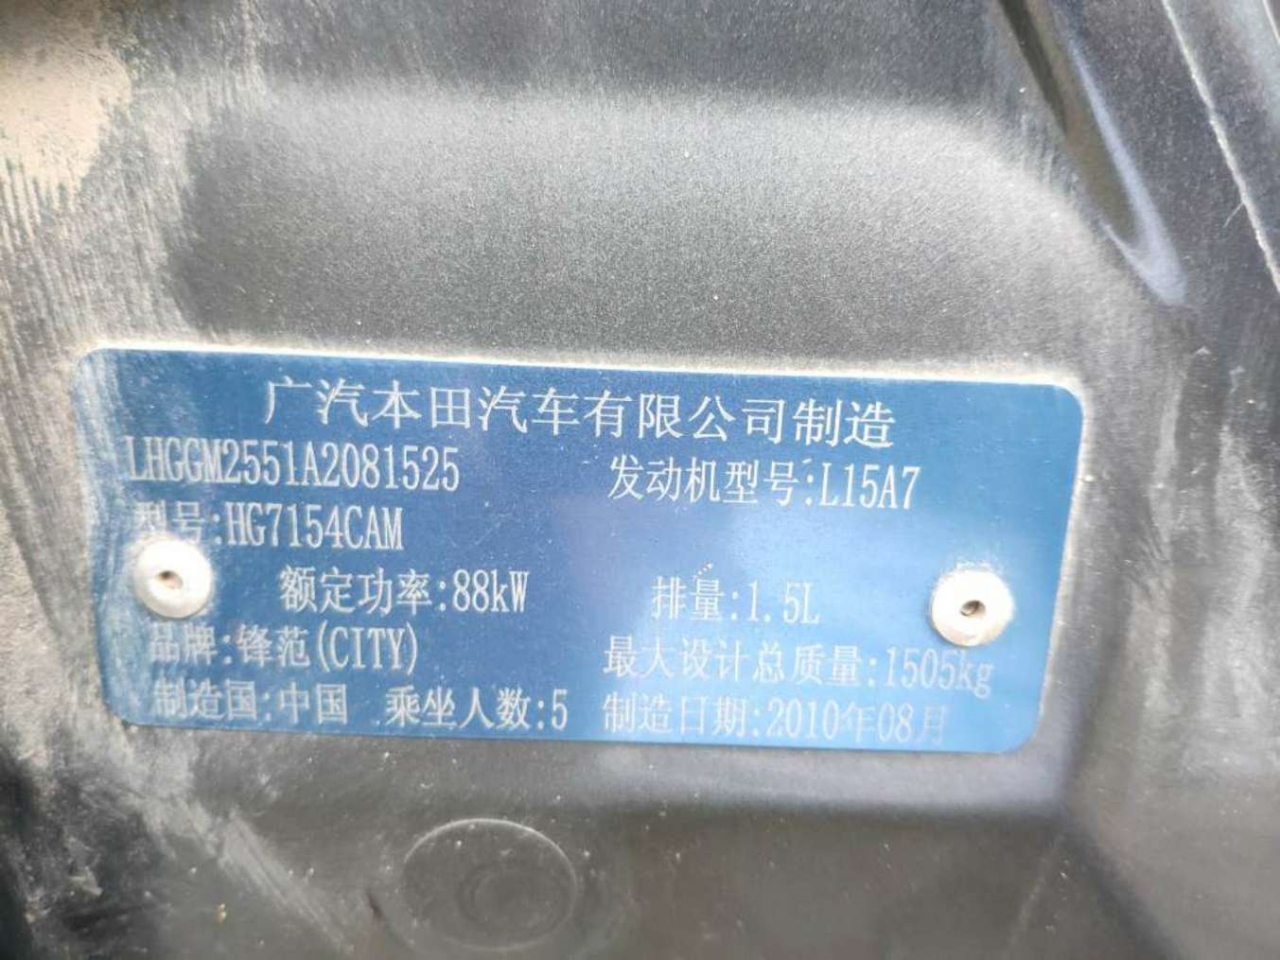 广汽本田汽车有限公司制造
LHGGM2551A2081525 发动机型号:L15A7
型号:HG7154CAM
额定功率:88kW 排量:1.5L
品牌:锋范(CITY) 最大设计总质量:1505kg
制造国:中国 乘坐人数:5 制造日期:2010年08月